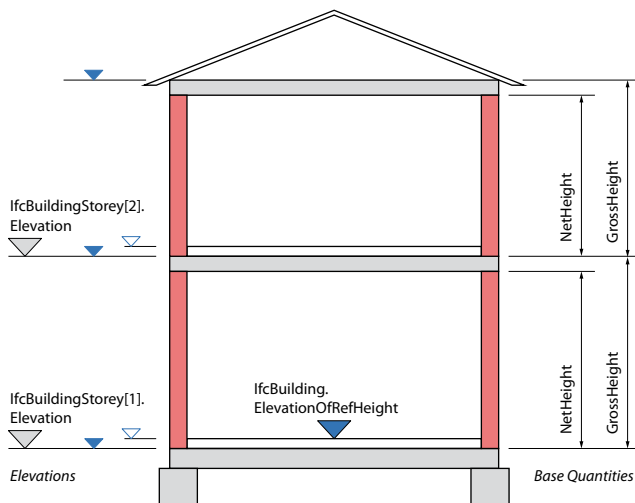 IfcBuildingStorey[2].
Elevation
NetHeight
GrossHeight
IfcBuildingStorey[1].
Elevation
IfcBuilding.
ElevationOfRefHeight
NetHeight
GrossHeight
Elevations
Base Quantities